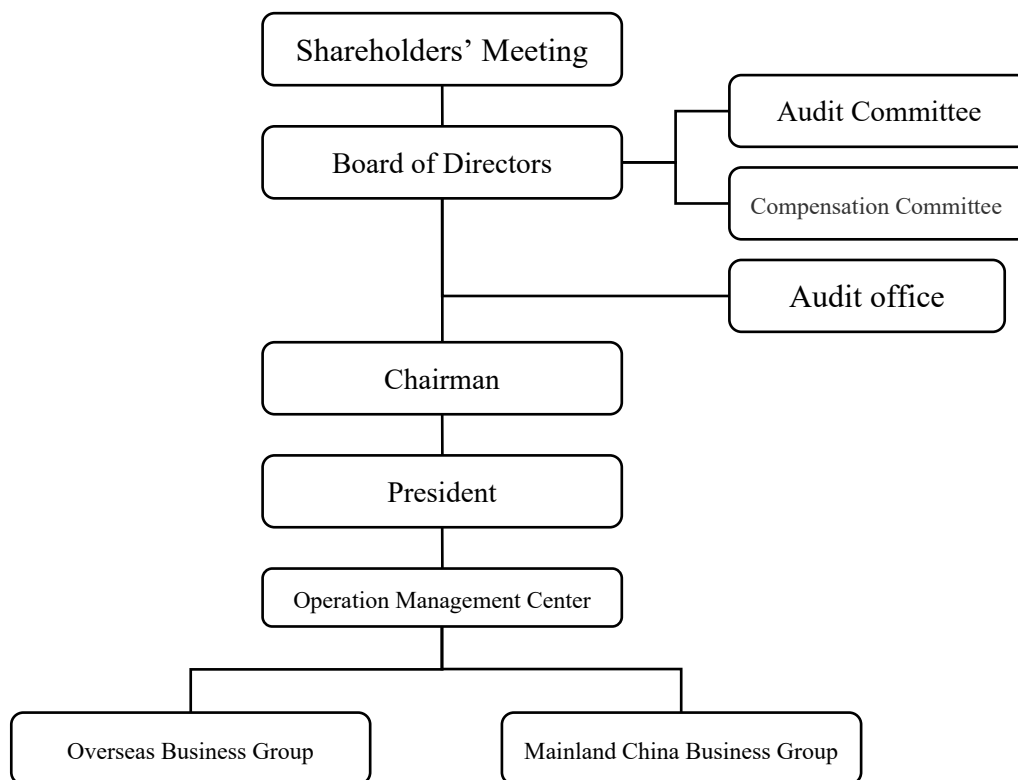 Shareholders’ Meeting
Audit Committee
Board of Directors
Compensation Committee
Audit office
Chairman
President
Operation Management Center
Overseas Business Group
Mainland China Business Group